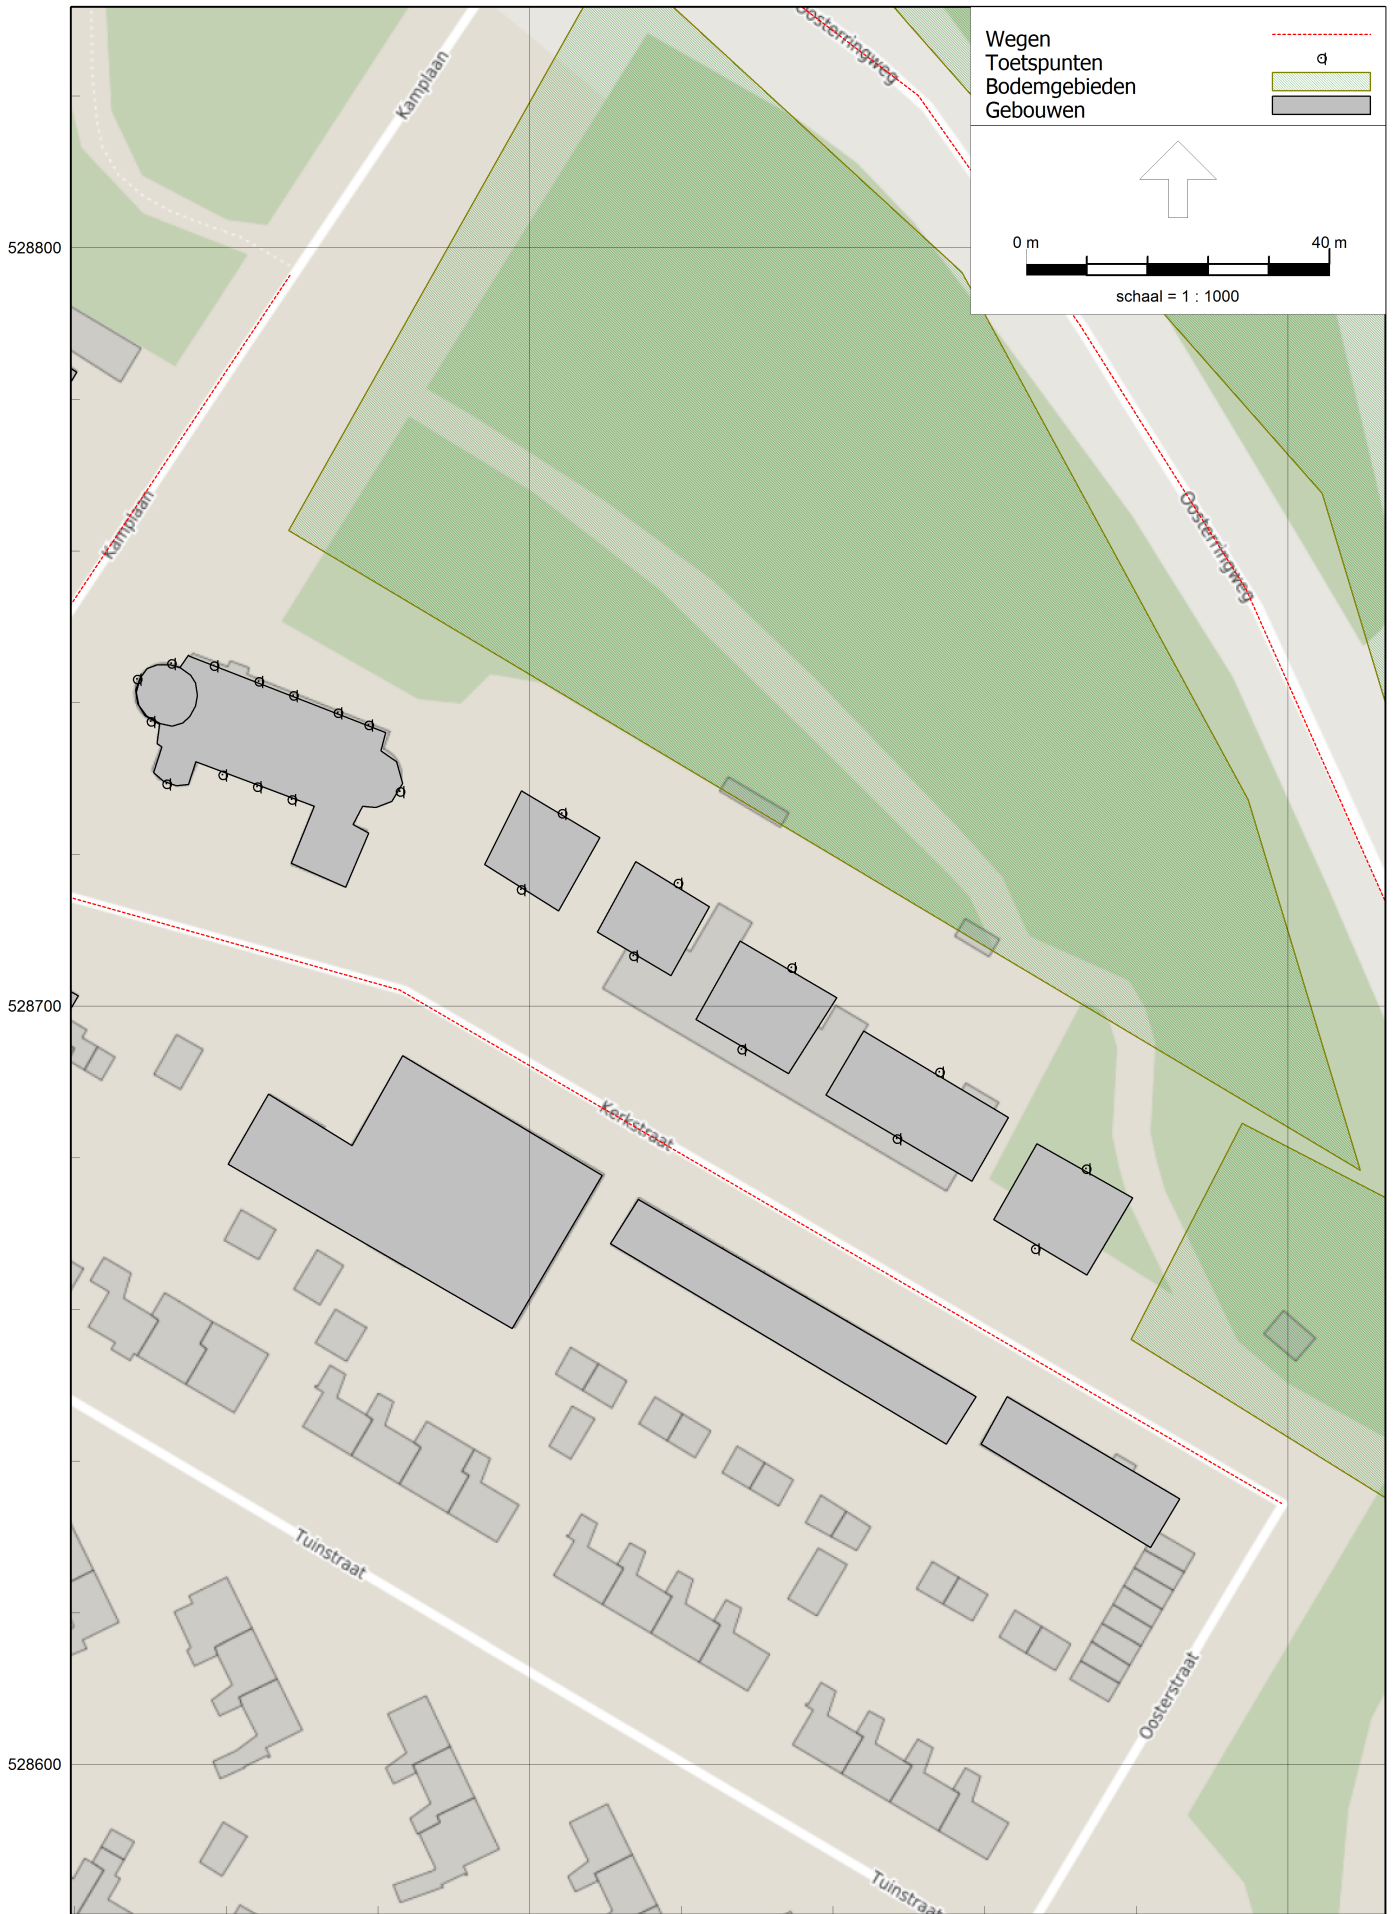 Oosterringweg
Wegen
Toetspunten
Bodemgebieden
Gebouwen
Kamplaan
0 m 40 m
schaal = 1 : 1000
528800
Kamplaan
Oosterringweg
528700
Kerkstraat
Tuinstraat
Oosterstraat
528600
Tuinstraat